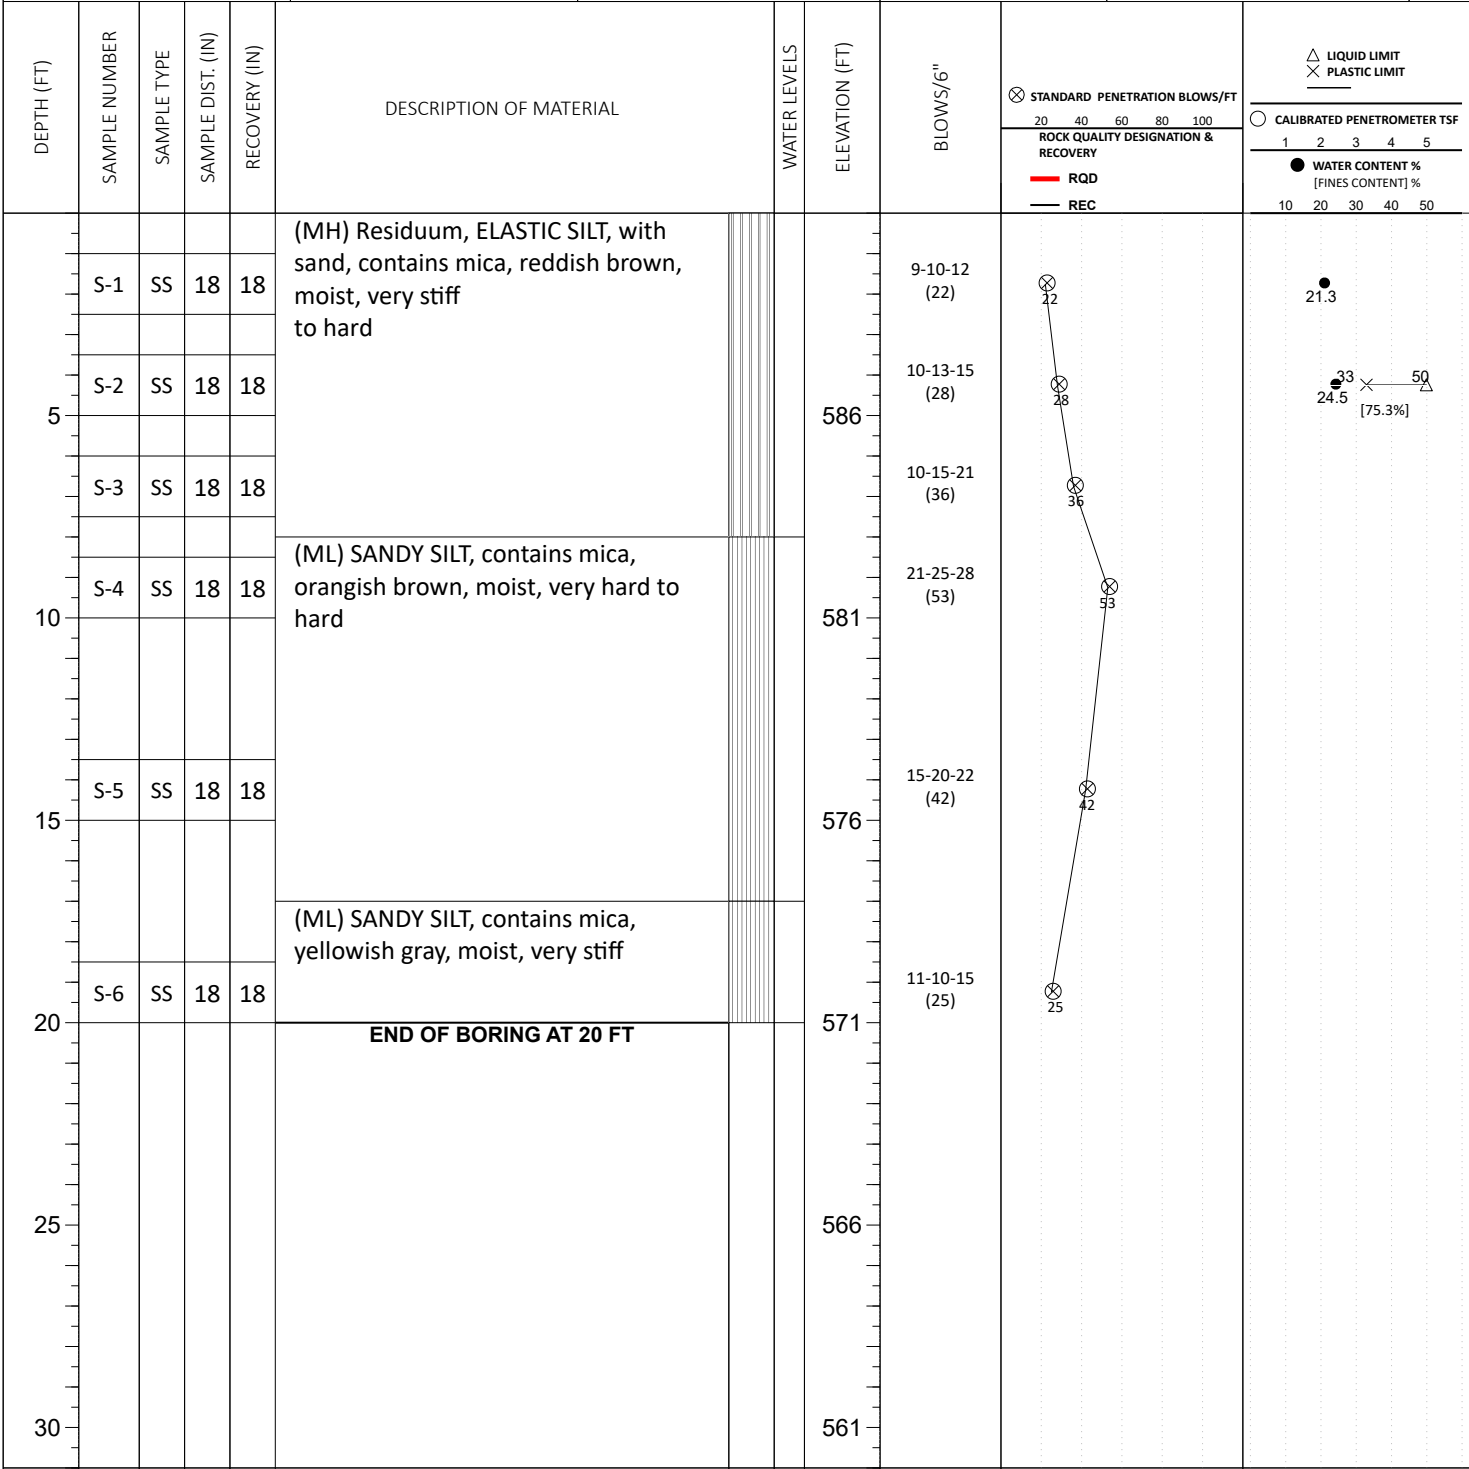 DEPTH (FT)
SAMPLE NUMBER
SAMPLE TYPE
SAMPLE DIST. (IN)
RECOVERY (IN)
DESCRIPTION OF MATERIAL
WATER LEVELS
ELEVATION (FT)
BLOWS/6"
STANDARD PENETRATION BLOWS/FT
20 40 60 80 100
ROCK QUALITY DESIGNATION &
RECOVERY
RQD
REC
LIQUID LIMIT
PLASTIC LIMIT
CALIBRATED PENETROMETER TSF
1 2 3 4 5
WATER CONTENT %
[FINES CONTENT] %
10 20 30 40 50
(MH) Residuum, ELASTIC SILT, with
sand, contains mica, reddish brown,
moist, very stiff
to hard
S-1 SS 18 18
9-10-12
(22)
22
21.3
S-2 SS 18 18
10-13-15
(28)
28
33 50
24.5
[75.3%]
5 586
S-3 SS 18 18
10-15-21
(36)
36
(ML) SANDY SILT, contains mica,
orangish brown, moist, very hard to
hard
S-4 SS 18 18
21-25-28
(53)
53
10 581
S-5 SS 18 18
15-20-22
(42)
42
15 576
(ML) SANDY SILT, contains mica,
yellowish gray, moist, very stiff
S-6 SS 18 18
11-10-15
(25)
25
20 571
END OF BORING AT 20 FT
25 566
30 561